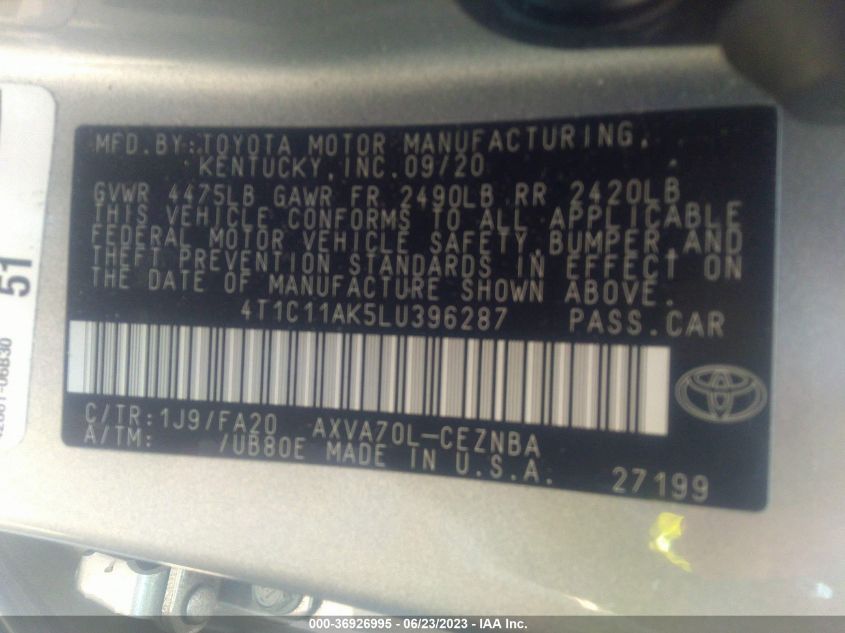 MFD.BY:TOYOTA MOTOR MANUFACTURING,
KENTUCKY,INC.09/20
GVWR 4475LB GAWR FR 2490LB RR 2420LB
THIS VEHICLE CONFORMS TO ALL APPLICABLE
FEDERAL MOTOR VEHICLE SAFETY,BUMPER,AND
THEFT PREVENTION STANDARDS IN EFFECT ON
THE DATE OF MANUFACTURE SHOWN ABOVE.
4T1C11AK5LU396287 PASS.CAR
C/TR:1J9/FA20 AXVA70L-CEZNBA
A/TM: /UB80E MADE IN U.S.A.
27199
51
000-36926995 / 06/23/2023 - IAA Inc.